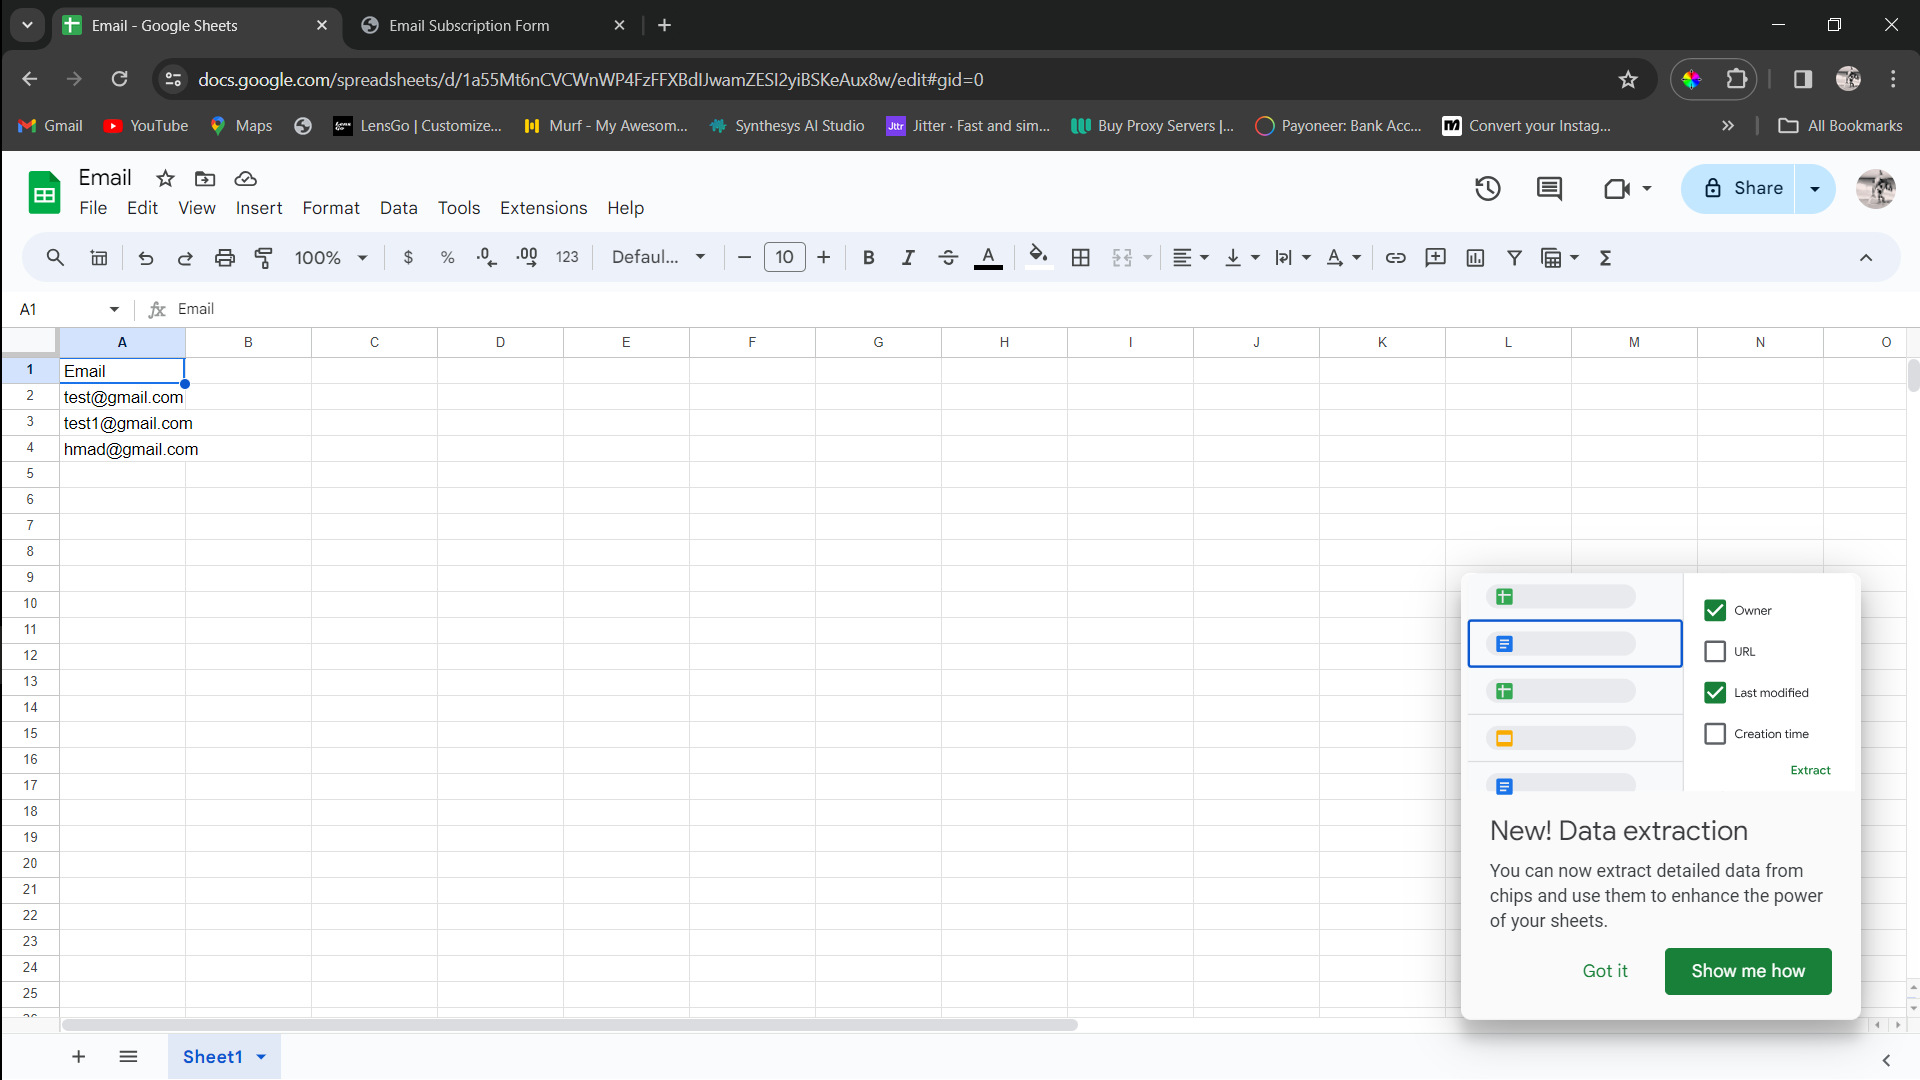 Email - Google Sheets
Email Subscription Form
docs.google.com/spreadsheets/d/1a55Mt6nCVCWnWP4FzFFXBdlJwamZESI2yiBSKeAux8w/edit#gid=0
Gmail YouTube Maps LensGo | Customize... Murf - My Awesom... Synthesys AI Studio Jitter · Fast and sim... Buy Proxy Servers |... Payoneer: Bank Acc... Convert your Instag... » All Bookmarks
Email
File Edit View Insert Format Data Tools Extensions Help
Share
100% $ % .0 .00 123 Defaul... 10 B I A
A1 fx Email
A B C D E F G H I J K L M N O
1 Email
2 test@gmail.com
3 test1@gmail.com
4 hmad@gmail.com
5
6
7
8
9
10
11
12
13
14
15
16
17
18
19
20
21
22
23
24
25
26
Owner
URL
Last modified
Creation time
Extract
New! Data extraction
You can now extract detailed data from
chips and use them to enhance the power
of your sheets.
Got it
Show me how
Sheet1